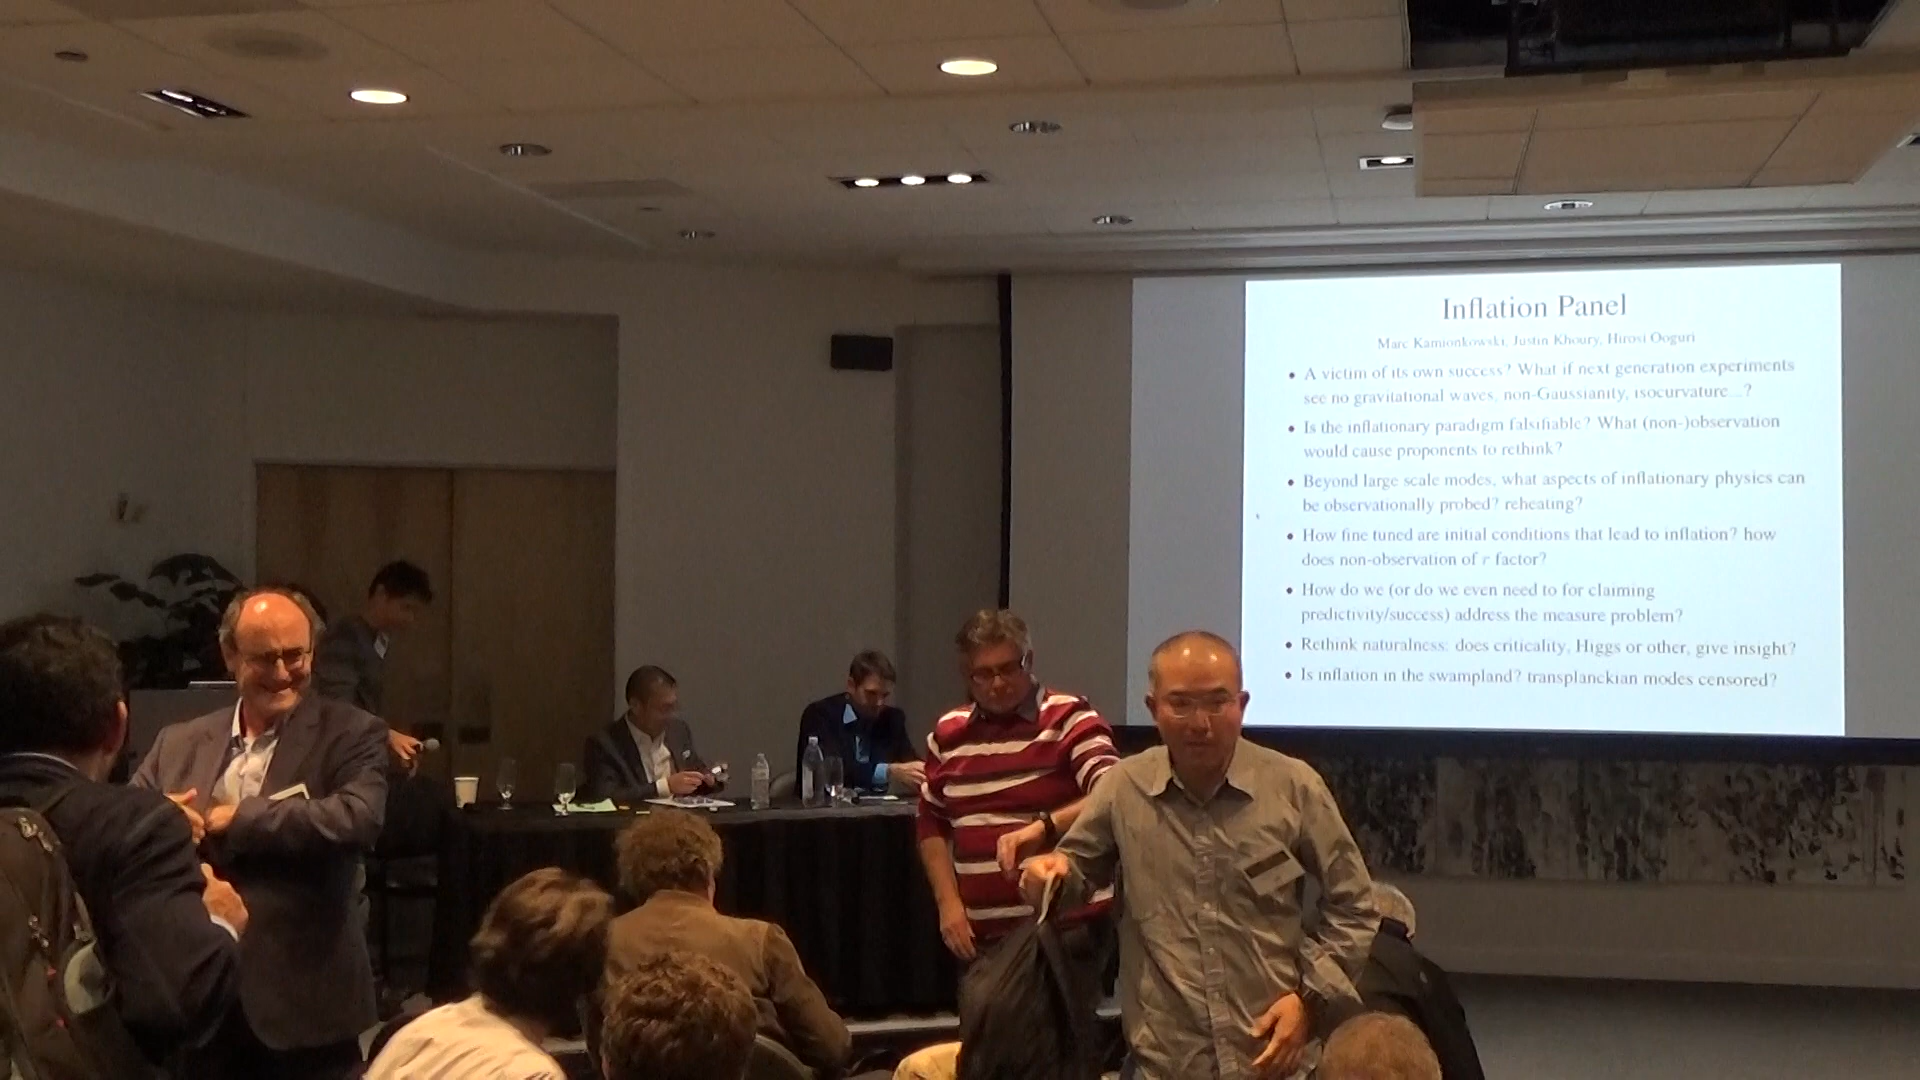 Inflation Panel
Marc Kamionkowski, Justin Khoury, Hirosi Ooguri
• A victim of its own success? What if next generation experiments
see no gravitational waves, non-Gaussianity, isocurvature...?
• Is the inflationary paradigm falsifiable? What (non-)observation
would cause proponents to rethink?
• Beyond large scale modes, what aspects of inflationary physics can
be observationally probed? reheating?
• How fine tuned are initial conditions that lead to inflation? how
does non-observation of r factor?
• How do we (or do we even need to for claiming
predictivity/success) address the measure problem?
• Rethink naturalness: does criticality, Higgs or other, give insight?
• Is inflation in the swampland? transplanckian modes censored?